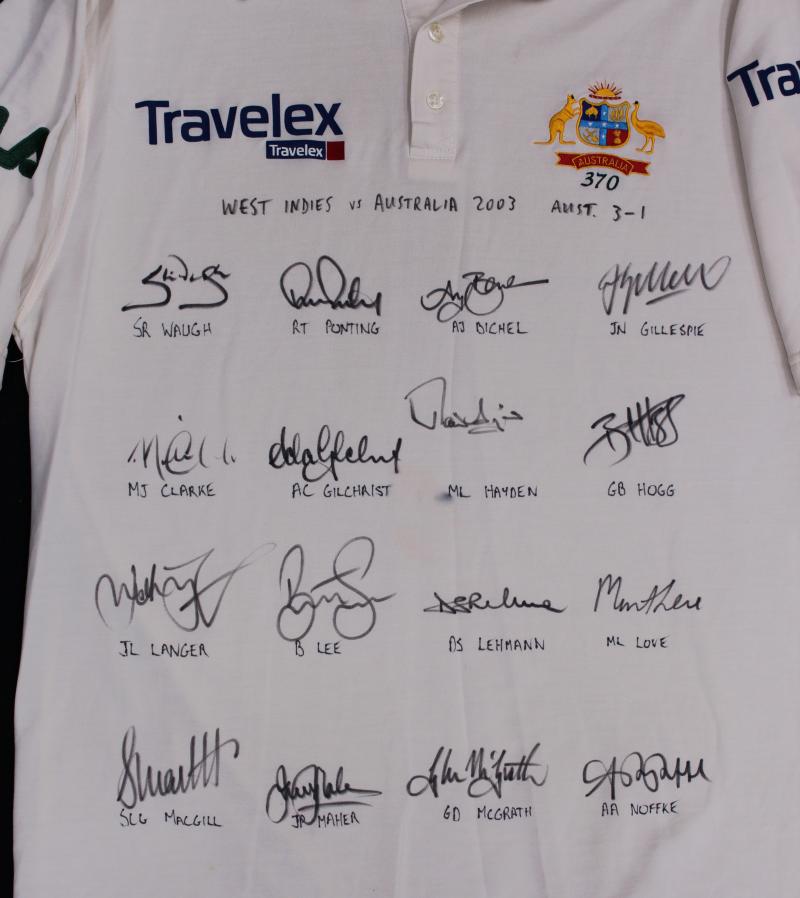 Travelex
Travelex
AUSTRALIA
370
Tra
WEST INDIES VS AUSTRALIA 2003 AUST. 3-1
SR WAUGH RT PONTING AJ BICHEL JN GILLESPIE
MJ CLARKE AC GILCHRIST ML HAYDEN GB HOGG
JL LANGER B LEE DS LEHMANN ML LOVE
SCG MACGILL JP MAHER GD MCGRATH AA NOFFKE